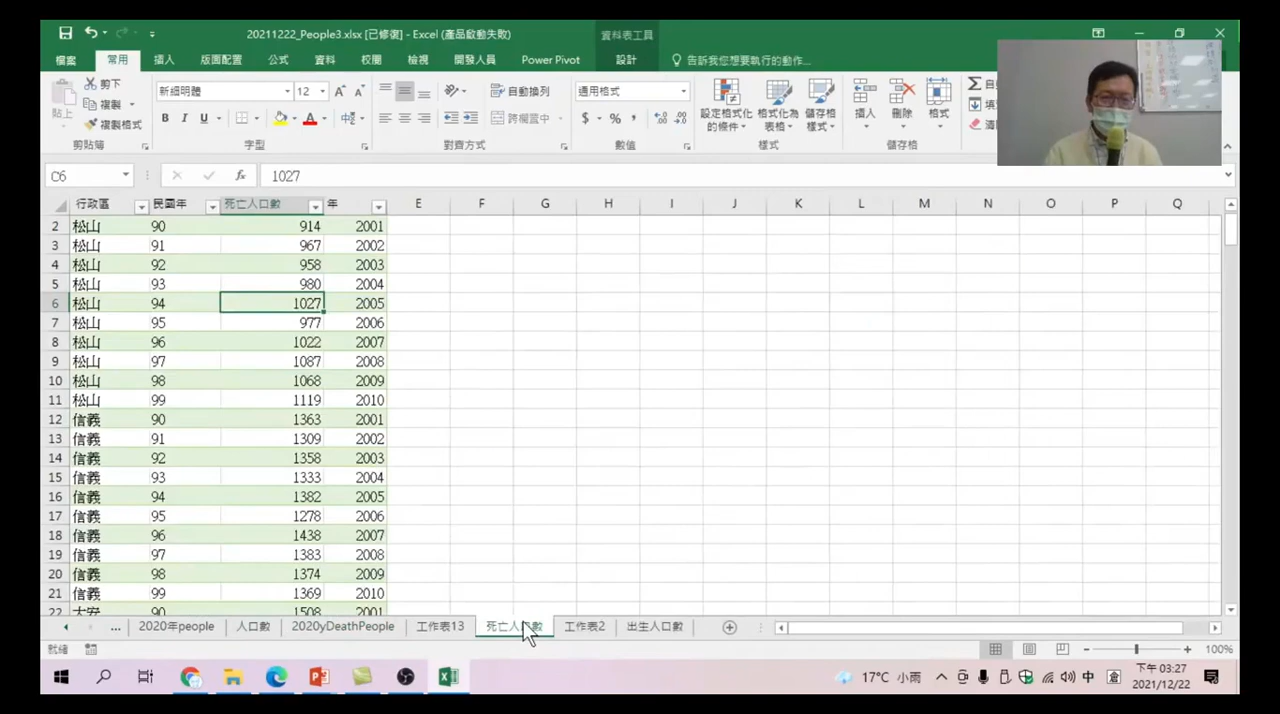 20211222_People3.xlsx [已修復] - Excel (產品啟動失敗)
資料表工具
檔案 常用 插入 版面配置 公式 資料 校閱 檢視 開發人員 Power Pivot 設計 告訴我您想要執行的動作...
貼上
剪下
複製
複製格式
剪貼簿
新細明體 12
B I U
字型
自動換列
跨欄置中
對齊方式
通用格式
$ % ,
數值
設定格式化的條件 格式化為表格 儲存格樣式
樣式
插入 刪除 格式
儲存格
C6 fx 1027
行政區 民國年 死亡人口數 年 E F G H I J K L M N O P Q
2 松山 90 914 2001
3 松山 91 967 2002
4 松山 92 958 2003
5 松山 93 980 2004
6 松山 94 1027 2005
7 松山 95 977 2006
8 松山 96 1022 2007
9 松山 97 1087 2008
10 松山 98 1068 2009
11 松山 99 1119 2010
12 信義 90 1363 2001
13 信義 91 1309 2002
14 信義 92 1358 2003
15 信義 93 1333 2004
16 信義 94 1382 2005
17 信義 95 1278 2006
18 信義 96 1438 2007
19 信義 97 1383 2008
20 信義 98 1374 2009
21 信義 99 1369 2010
22 大安 90 1508 2001
... 2020年people 人口數 2020yDeathPeople 工作表13 死亡人口數 工作表2 出生人口數
就緒 100%
17°C 小雨 中 倉 下午 03:27
2021/12/22